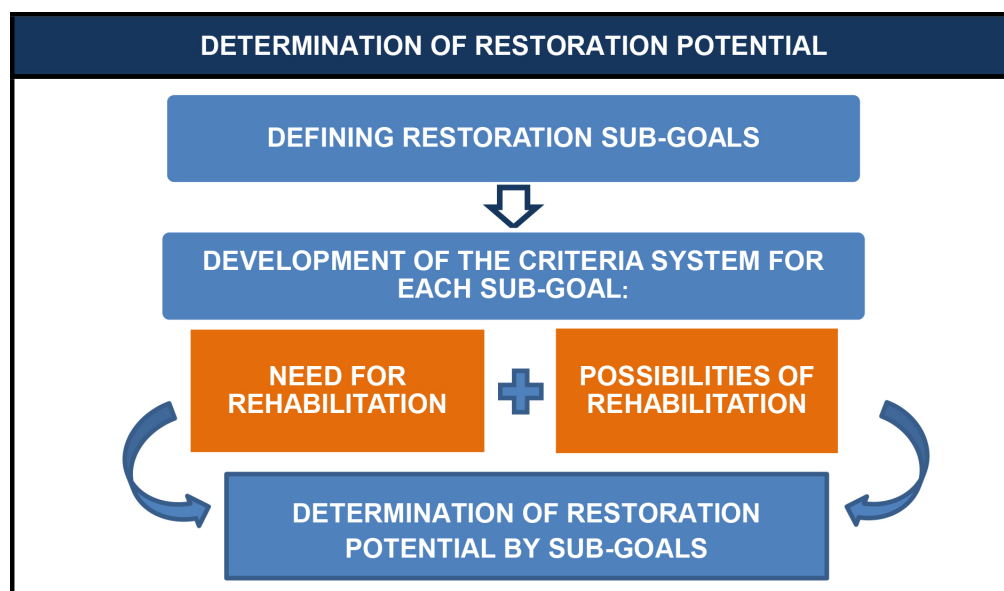 DETERMINATION OF RESTORATION POTENTIAL
DEFINING RESTORATION SUB-GOALS
DEVELOPMENT OF THE CRITERIA SYSTEM FOR
EACH SUB-GOAL:
NEED FOR
REHABILITATION
POSSIBILITIES OF
REHABILITATION
DETERMINATION OF RESTORATION
POTENTIAL BY SUB-GOALS